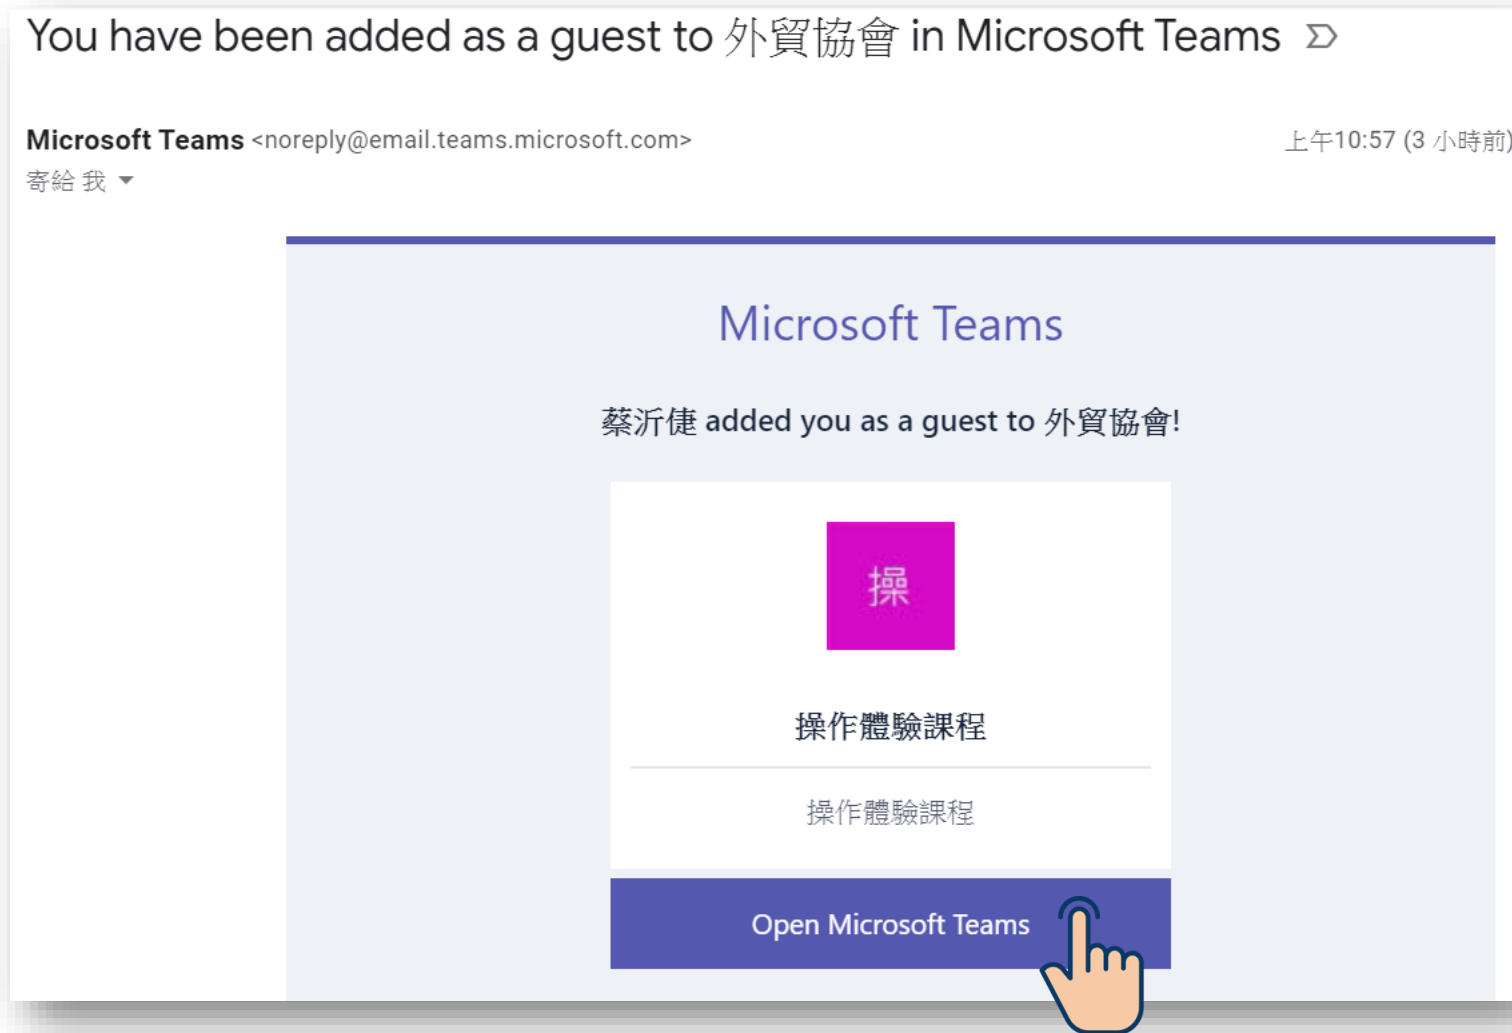 You have been added as a guest to 外貿協會 in Microsoft Teams
Microsoft Teams <noreply@email.teams.microsoft.com>
上午10:57 (3 小時前)
寄給 我
Microsoft Teams
蔡沂倢 added you as a guest to 外貿協會!
操
操作體驗課程
操作體驗課程
Open Microsoft Teams